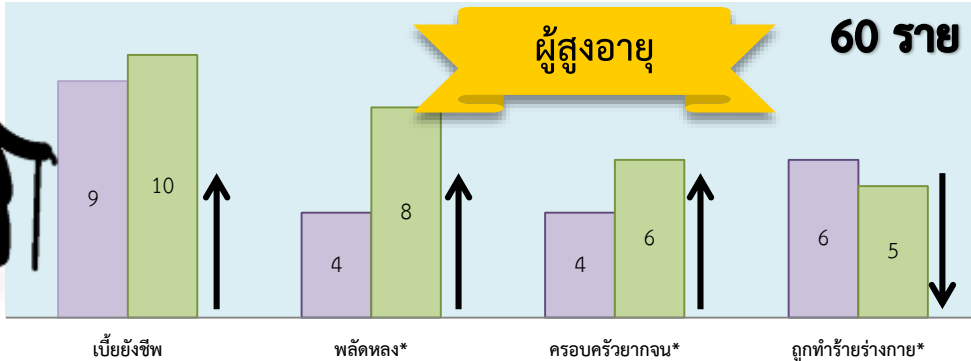 ผู้สูงอายุ
60 ราย
9
10
4
8
4
6
6
5
เบี้ยยังชีพ
พลัดหลง*
ครอบครัวยากจน*
ถูกทำร้ายร่างกาย*